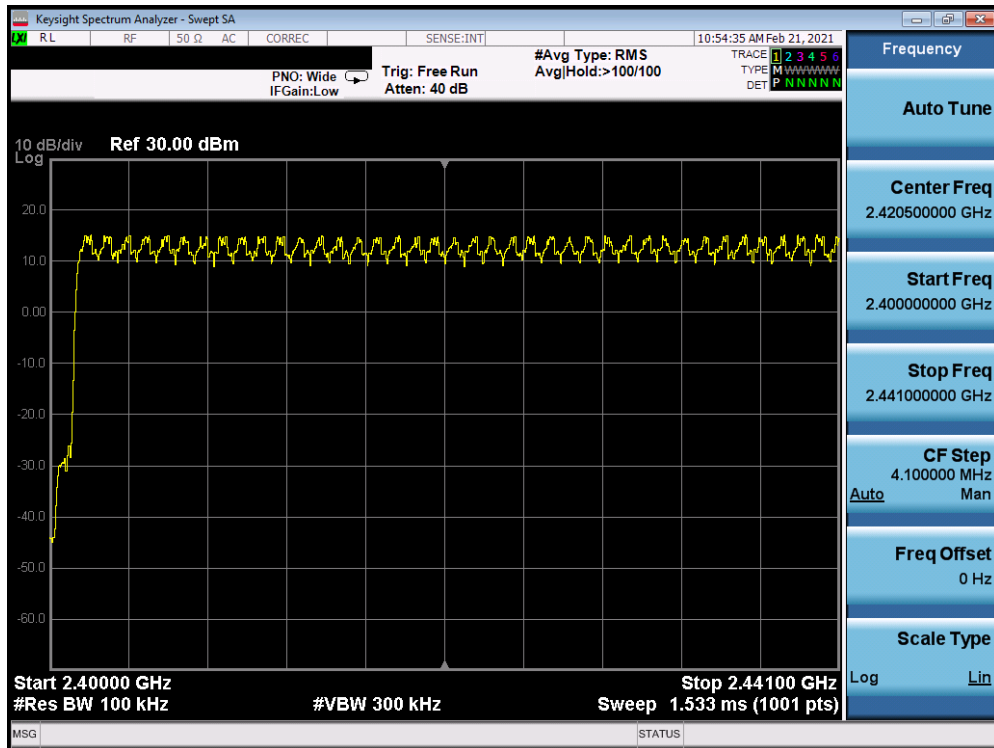 Keysight Spectrum Analyzer - Swept SA
LXI RL RF 50 Ω AC CORREC SENSE:INT 10:54:35 AM Feb 21, 2021
PNO: Wide
IFGain:Low
Trig: Free Run
Atten: 40 dB
#Avg Type: RMS
Avg|Hold:>100/100
TRACE 1 2 3 4 5 6
TYPE M W W W W W
DET P N N N N N
10 dB/div Ref 30.00 dBm
Log
20.0
10.0
0.00
-10.0
-20.0
-30.0
-40.0
-50.0
-60.0
Start 2.40000 GHz Stop 2.44100 GHz
#Res BW 100 kHz #VBW 300 kHz Sweep 1.533 ms (1001 pts)
MSG STATUS
Frequency
Auto Tune
Center Freq
2.420500000 GHz
Start Freq
2.400000000 GHz
Stop Freq
2.441000000 GHz
CF Step
4.100000 MHz
Auto Man
Freq Offset
0 Hz
Scale Type
Log Lin